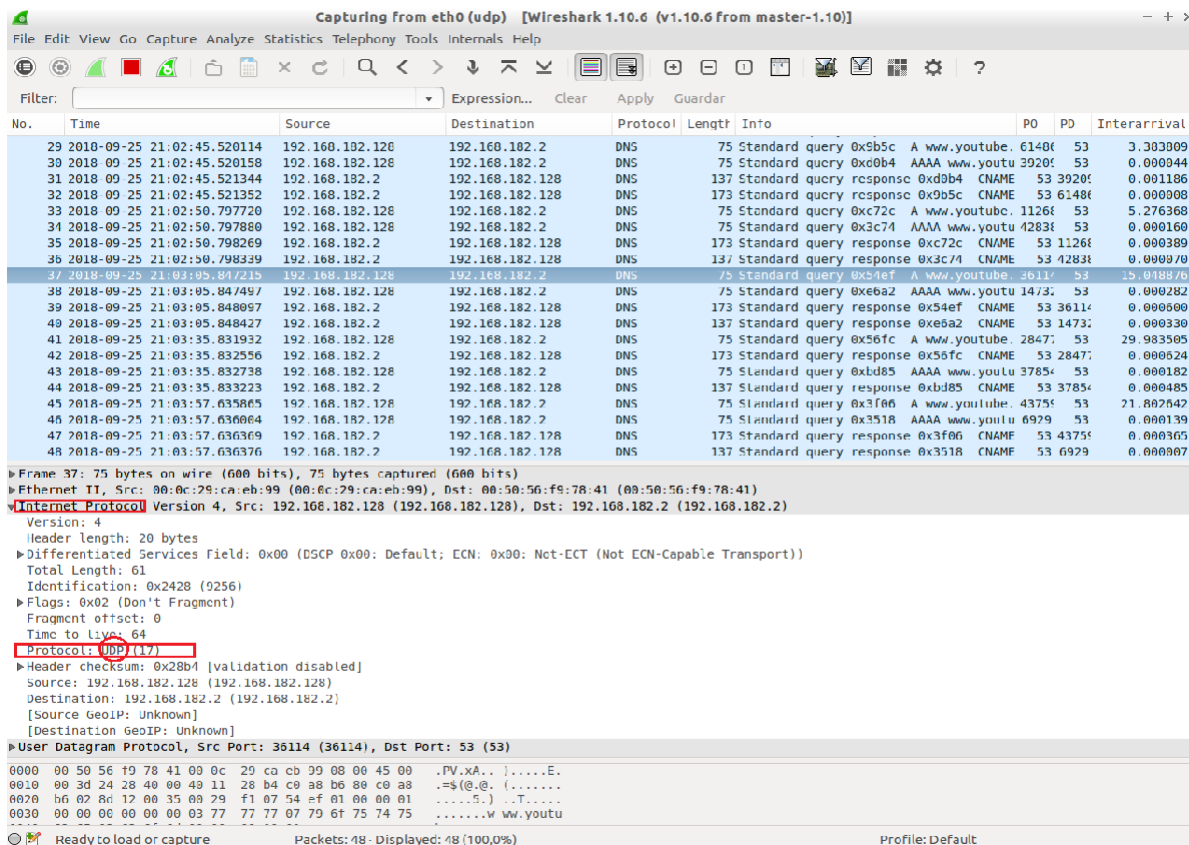 Capturing from eth0 (udp) [Wireshark 1.10.6 (v1.10.6 from master-1.10)]
File Edit View Go Capture Analyze Statistics Telephony Tools Internals Help
Filter: Expression... Clear Apply Guardar
No. Time Source Destination Protocol Length Info PO PD Interarrival
29 2018-09-25 21:02:45.520114 192.168.182.128 192.168.182.2 DNS 75 Standard query 0x9b5c A www.youtube. 61486 53 3.383809
30 2018-09-25 21:02:45.520158 192.168.182.128 192.168.182.2 DNS 75 Standard query 0xd0b4 AAAA www.youtu 39209 53 0.000044
31 2018-09-25 21:02:45.521344 192.168.182.2 192.168.182.128 DNS 137 Standard query response 0xd0b4 CNAME 53 39209 0.001186
32 2018-09-25 21:02:45.521352 192.168.182.2 192.168.182.128 DNS 173 Standard query response 0x9b5c CNAME 53 61486 0.000008
33 2018-09-25 21:02:50.797720 192.168.182.128 192.168.182.2 DNS 75 Standard query 0xc72c A www.youtube. 11268 53 5.276368
34 2018-09-25 21:02:50.797880 192.168.182.128 192.168.182.2 DNS 75 Standard query 0x3c74 AAAA www.youtu 42838 53 0.000160
35 2018-09-25 21:02:50.798269 192.168.182.2 192.168.182.128 DNS 173 Standard query response 0xc72c CNAME 53 11268 0.000389
36 2018-09-25 21:02:50.798339 192.168.182.2 192.168.182.128 DNS 137 Standard query response 0x3c74 CNAME 53 42838 0.000070
37 2018-09-25 21:03:05.847215 192.168.182.128 192.168.182.2 DNS 75 Standard query 0x54ef A www.youtube. 36114 53 15.048876
38 2018-09-25 21:03:05.847497 192.168.182.128 192.168.182.2 DNS 75 Standard query 0xe6a2 AAAA www.youtu 14732 53 0.000282
39 2018-09-25 21:03:05.848097 192.168.182.2 192.168.182.128 DNS 173 Standard query response 0x54ef CNAME 53 36114 0.000600
40 2018-09-25 21:03:05.848427 192.168.182.2 192.168.182.128 DNS 137 Standard query response 0xe6a2 CNAME 53 14732 0.000330
41 2018-09-25 21:03:35.831932 192.168.182.128 192.168.182.2 DNS 75 Standard query 0x56fc A www.youtube. 28477 53 29.983505
42 2018-09-25 21:03:35.832556 192.168.182.2 192.168.182.128 DNS 173 Standard query response 0x56fc CNAME 53 28477 0.000624
43 2018-09-25 21:03:35.832738 192.168.182.128 192.168.182.2 DNS 75 Standard query 0xbd85 AAAA www.youtu 37854 53 0.000182
44 2018-09-25 21:03:35.833223 192.168.182.2 192.168.182.128 DNS 137 Standard query response 0xbd85 CNAME 53 37854 0.000485
45 2018-09-25 21:03:57.635865 192.168.182.128 192.168.182.2 DNS 75 Standard query 0x3f06 A www.youtube. 43759 53 21.802642
46 2018-09-25 21:03:57.636004 192.168.182.128 192.168.182.2 DNS 75 Standard query 0x3518 AAAA www.youtu 6929 53 0.000139
47 2018-09-25 21:03:57.636369 192.168.182.2 192.168.182.128 DNS 173 Standard query response 0x3f06 CNAME 53 43759 0.000365
48 2018-09-25 21:03:57.636376 192.168.182.2 192.168.182.128 DNS 137 Standard query response 0x3518 CNAME 53 6929 0.000007
Frame 37: 75 bytes on wire (600 bits), 75 bytes captured (600 bits)
Ethernet II, Src: 00:0c:29:ca:eb:99 (00:0c:29:ca:eb:99), Dst: 00:50:56:f9:78:41 (00:50:56:f9:78:41)
Internet Protocol Version 4, Src: 192.168.182.128 (192.168.182.128), Dst: 192.168.182.2 (192.168.182.2)
Version: 4
Header length: 20 bytes
Differentiated Services Field: 0x00 (DSCP 0x00: Default; ECN: 0x00: Not-ECT (Not ECN-Capable Transport))
Total Length: 61
Identification: 0x2428 (9256)
Flags: 0x02 (Don't Fragment)
Fragment offset: 0
Time to live: 64
Protocol: UDP (17)
Header checksum: 0x28b4 [validation disabled]
Source: 192.168.182.128 (192.168.182.128)
Destination: 192.168.182.2 (192.168.182.2)
[Source GeoIP: Unknown]
[Destination GeoIP: Unknown]
User Datagram Protocol, Src Port: 36114 (36114), Dst Port: 53 (53)
0000 00 50 56 f9 78 41 00 0c 29 ca eb 99 08 00 45 00 .PV.xA.. ).....E.
0010 00 3d 24 28 40 00 40 11 28 b4 c0 a8 b6 80 c0 a8 .=$(@.@. (.......
0020 b6 02 8d 12 00 35 00 29 f1 07 54 ef 01 00 00 01 .....5.) ..T.....
0030 00 00 00 00 00 00 03 77 77 77 07 79 6f 75 74 75 .......w ww.youtu
Ready to load or capture Packets: 48 · Displayed: 48 (100,0%) Profile: Default